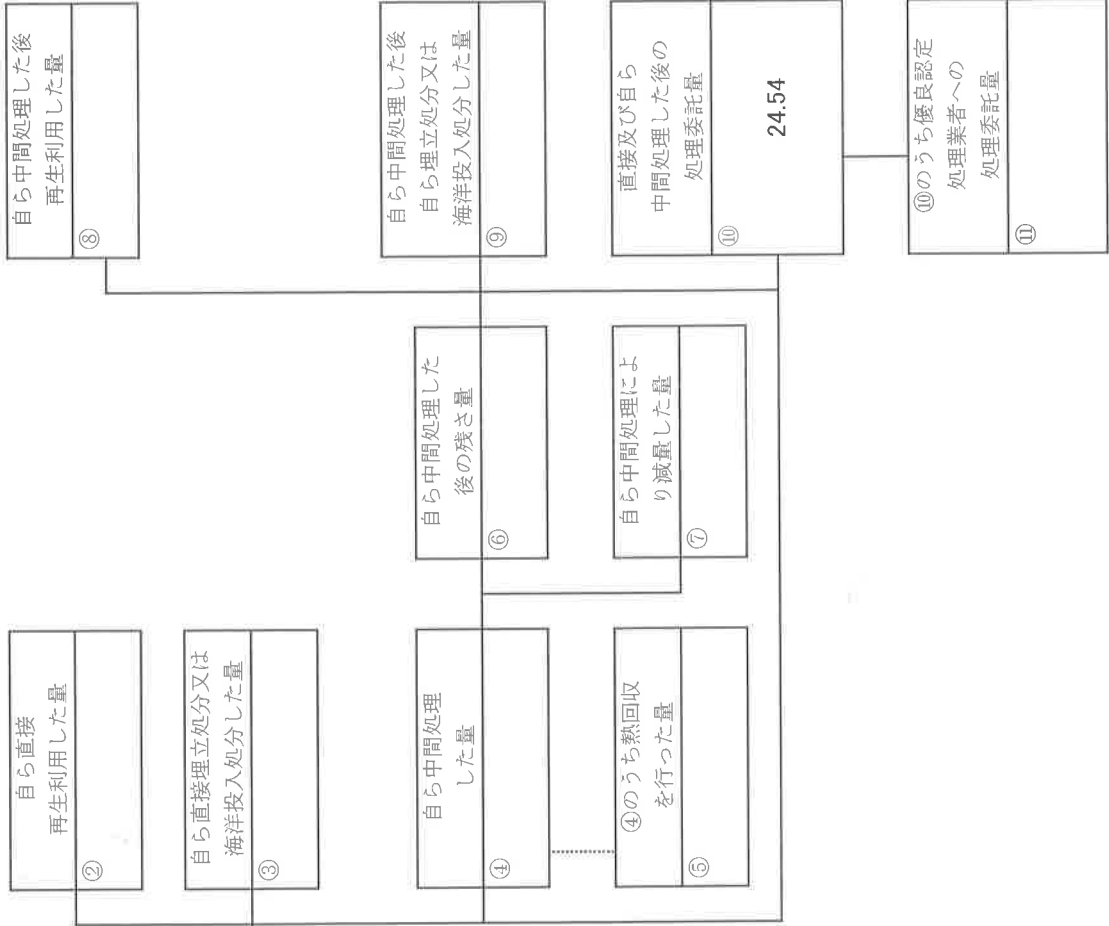 自ら直接
再生利用した量
②
自ら直接埋立処分又は
海洋投入処分した量
③
自ら中間処理
した量
④
④のうち熱回収
を行った量
⑤
自ら中間処理した
後の残さ量
⑥
自ら中間処理によ
り減量した量
⑦
自ら中間処理した後
再生利用した量
⑧
自ら中間処理した後
自ら埋立処分又は
海洋投入処分した量
⑨
直接及び自ら
中間処理した後の
処理委託量
⑩
24.54
⑩のうち優良認定
処理業者への
処理委託量
⑪